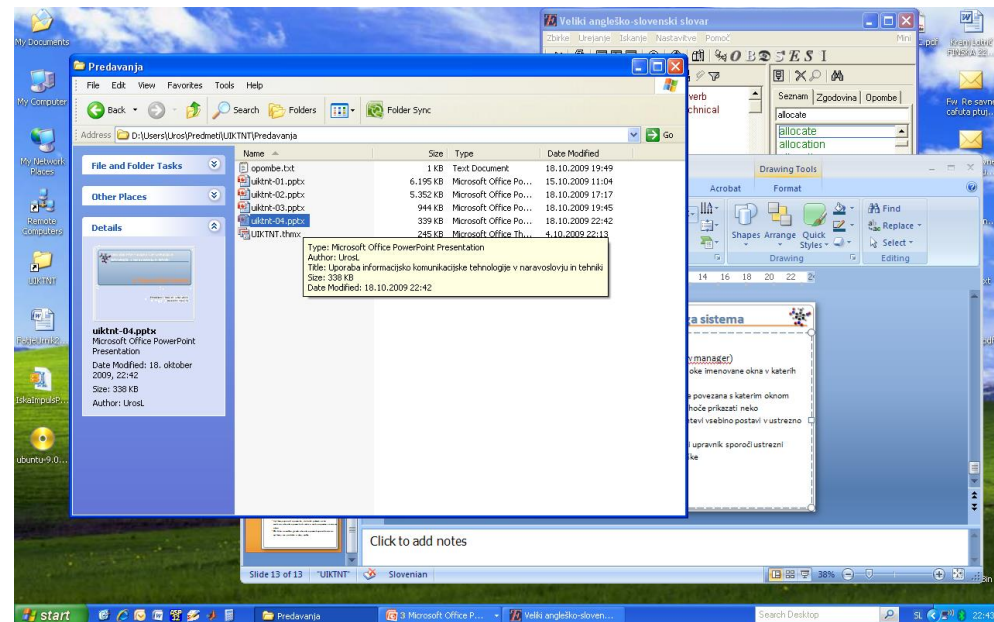 My Documents
My Computer
My Network
Places
Remote
Computers
UIKTNT
ubuntu-9.0...
Veliki angleško-slovenski slovar
Zbirke Urejanje Iskanje Nastavitve Pomoč
Mini
OBSESI
verb
chnical
Seznam Zgodovina Opombe
allocate
allocate
allocation
Predavanja
File Edit View Favorites Tools Help
Back Search Folders Folder Sync
Address D:\Users\Uros\Predmeti\UIKTNT\Predavanja Go
File and Folder Tasks
Other Places
Details
uiktnt-04.pptx
Microsoft Office PowerPoint
Presentation
Date Modified: 18. oktober
2009, 22:42
Size: 338 KB
Author: UrosL
Name Size Type Date Modified
opombe.txt 1 KB Text Document 18.10.2009 19:49
uiktnt-01.pptx 6.195 KB Microsoft Office Po... 15.10.2009 11:04
uiktnt-02.pptx 5.352 KB Microsoft Office Po... 18.10.2009 17:17
uiktnt-03.pptx 944 KB Microsoft Office Po... 18.10.2009 19:45
uiktnt-04.pptx 339 KB Microsoft Office Po... 18.10.2009 22:42
UIKTNT.thmx 245 KB Microsoft Office Th... 4.10.2009 22:13
Type: Microsoft Office PowerPoint Presentation
Author: UrosL
Title: Uporaba informacijsko komunikacijske tehnologije v naravoslovju in tehniki
Size: 338 KB
Date Modified: 18.10.2009 22:42
Drawing Tools
Acrobat Format
Shapes Arrange Quick
Styles
Find
Replace
Select
Drawing Editing
14 16 18 20 22 2
ga sistema
w manager)
oke imenovane okna v katerih
e povezana s katerim oknom
hoče prikazati neko
tevi vsebino postavi v ustrezno
i upravnik sporoči ustrezni
ke
Click to add notes
Slide 13 of 13 "UIKTNT" Slovenian 38%
Fw Re savn
cafuta ptuj...
start Predavanja 3 Microsoft Office P... Veliki angleško-sloven... Search Desktop SL 22:43